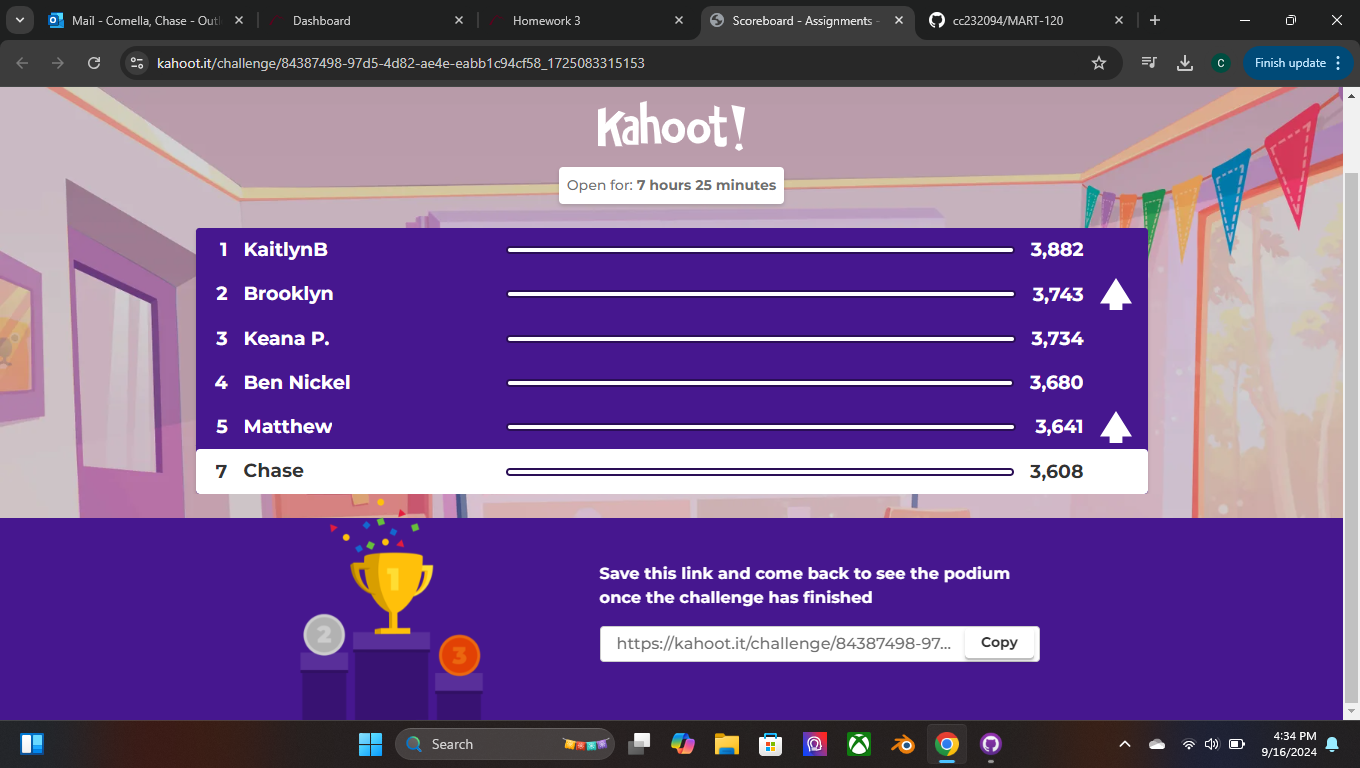 Mail - Comella, Chase - Out
Dashboard
Homework 3
Scoreboard - Assignments -
cc232094/MART-120
kahoot.it/challenge/84387498-97d5-4d82-ae4e-eabb1c94cf58_1725083315153
C
Finish update
Kahoot!
Open for: 7 hours 25 minutes
1 KaitlynB 3,882
2 Brooklyn 3,743
3 Keana P. 3,734
4 Ben Nickel 3,680
5 Matthew 3,641
7 Chase 3,608
1
2
3
Save this link and come back to see the podium
once the challenge has finished
https://kahoot.it/challenge/84387498-97... Copy
Search
4:34 PM
9/16/2024